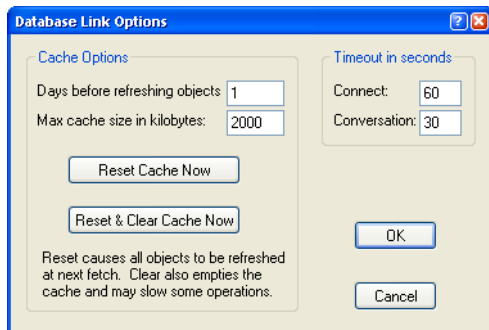 Database Link Options
Cache Options
Days before refreshing objects 1
Max cache size in kilobytes: 2000
Reset Cache Now
Reset & Clear Cache Now
Reset causes all objects to be refreshed
at next fetch. Clear also empties the
cache and may slow some operations.
Timeout in seconds
Connect: 60
Conversation: 30
OK
Cancel